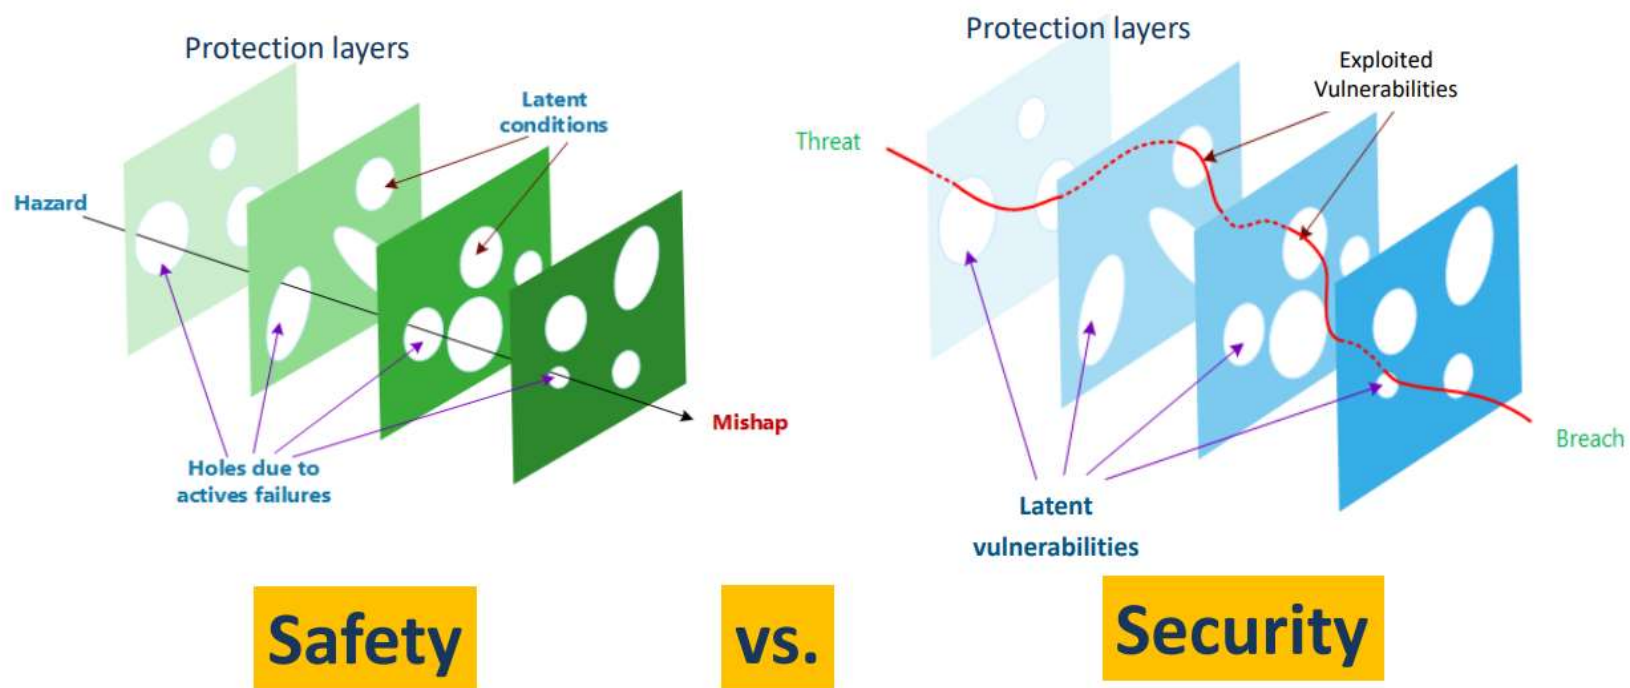 Protection layers
Latent
conditions
Hazard
Mishap
Holes due to
actives failures
Protection layers
Exploited
Vulnerabilities
Threat
Breach
Latent
vulnerabilities
Safety
vs.
Security